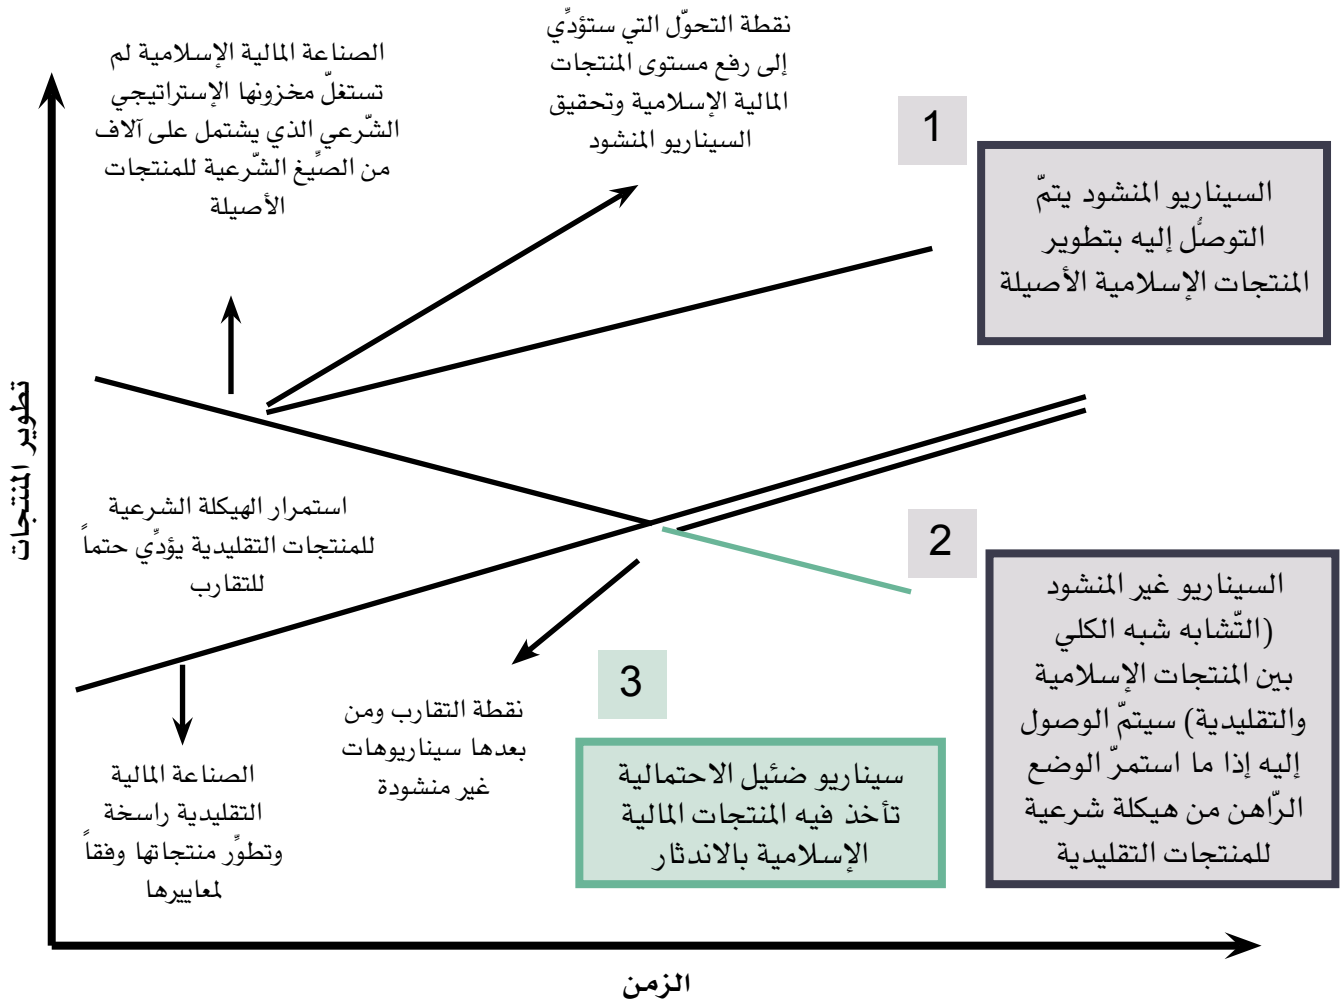 نقطة التحوّل التي ستؤدِّي
إلى رفع مستوى المنتجات
المالية الإسلامية وتحقيق
السيناريو المنشود
الصناعة المالية الإسلامية لم
تستغلّ مخزونها الإستراتيجي
الشّرعي الذي يشتمل على آلاف
من الصيِّغ الشّرعية للمنتجات
الأصيلة
1
السيناريو المنشود يتمّ
التوصلُّ إليه بتطوير
المنتجات الإسلامية الأصيلة
تطوير المنتجات
استمرار الهيكلة الشرعية
للمنتجات التقليدية يؤدِّي حتماً
للتقارب
2
السيناريو غير المنشود
(التّشابه شبه الكلي
بين المنتجات الإسلامية
والتقليدية) سيتمّ الوصول
إليه إذا ما استمرّ الوضع
الرّاهن من هيكلة شرعية
للمنتجات التقليدية
3
سيناريو ضئيل الاحتمالية
تأخذ فيه المنتجات المالية
الإسلامية بالاندثار
نقطة التقارب ومن
بعدها سيناريوهات
غير منشودة
الصناعة المالية
التقليدية راسخة
وتطوِّر منتجاتها وفقاً
لمعاييرها
الزمن